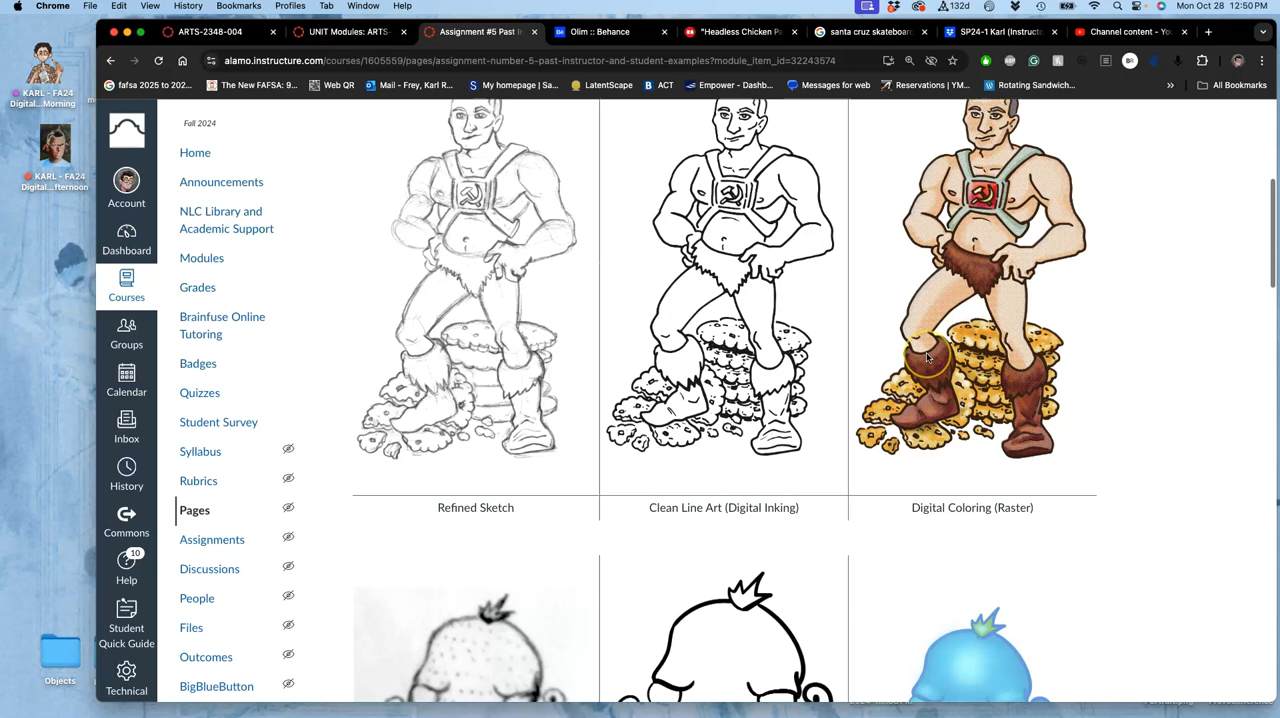 Chrome File Edit View History Bookmarks Profiles Tab Window Help
132d Mon Oct 28 12:50 PM
ARTS-2348-004
UNIT Modules: ARTS-
Assignment #5 Past In
Olim :: Behance
"Headless Chicken Pa
santa cruz skateboar
SP24-1 Karl (Instruct
Channel content - You
alamo.instructure.com/courses/1605559/pages/assignment-number-5-past-instructor-and-student-examples?module_item_id=32243574
fafsa 2025 to 202...
The New FAFSA: 9...
Web QR
Mail - Frey, Karl R...
My homepage | Sa...
LatentScape
ACT
Empower - Dashb...
Messages for web
Reservations | YM...
Rotating Sandwich...
»
All Bookmarks
KARL - FA24
Digital...Morning
KARL - FA24
Digital...fternoon
Objects
Account
Dashboard
Courses
Groups
Calendar
Inbox
History
Commons
10
Help
Student
Quick Guide
Technical
Fall 2024
Home
Announcements
NLC Library and
Academic Support
Modules
Grades
Brainfuse Online
Tutoring
Badges
Quizzes
Student Survey
Syllabus
Rubrics
Pages
Assignments
Discussions
People
Files
Outcomes
BigBlueButton
Refined Sketch
Clean Line Art (Digital Inking)
Digital Coloring (Raster)